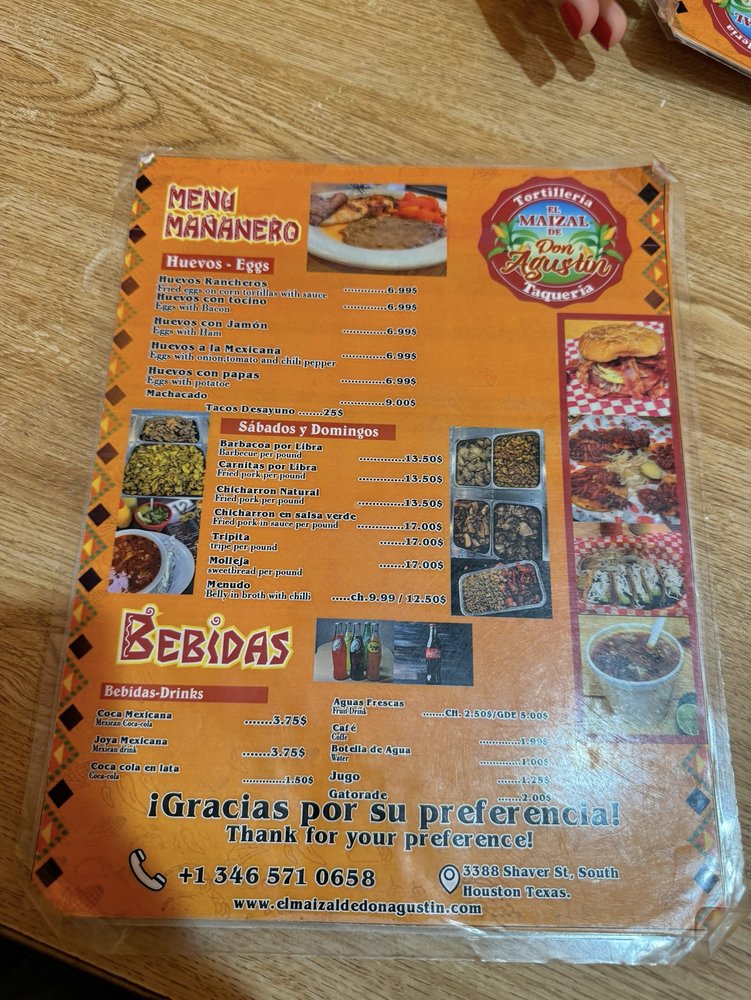 MENU
MAÑANERO
Tortillería
EL
MAÍZAL
DE
Don
Agustín
Taquería
Huevos - Eggs
Huevos Rancheros ............6.99$
Fried eggs on corn tortillas with sauce
Huevos con tocino ............6.99$
Eggs with Bacon
Huevos con Jamón ............6.99$
Eggs with Ham
Huevos a la Mexicana ............6.99$
Eggs with onion,tomato and chili pepper
Huevos con papas ............6.99$
Eggs with potatoe
Machacado ............9.00$
Tacos Desayuno .......25$
Sábados y Domingos
Barbacoa por Libra ............13.50$
Barbecue per pound
Carnitas por Libra ............13.50$
Fried pork per pound
Chicharron Natural ............13.50$
Fried pork per pound
Chicharron en salsa verde ............17.00$
Fried pork in sauce per pound
Tripita .......17.00$
tripe per pound
Molleja .......17.00$
sweetbread per pound
Menudo .....ch.9.99 / 12.50$
Belly in broth with chilli
BEBIDAS
Bebidas-Drinks
Coca Mexicana .......3.75$
Mexican Coca-cola
Joya Mexicana .......3.75$
Mexican drink
Coca cola en lata ............1.50$
Coca-cola
Aguas Frescas .......CH. 2.50$/GDE 5.00$
Fruit Drink
Café ............1.99$
Coffe
Botella de Agua ............1.00$
Water
Jugo .......1.25$
Gatorade .......2.00$
¡Gracias por su preferencia!
Thank for your preference!
+1 346 571 0658
3388 Shaver St, South
Houston Texas.
www.elmaizaldedonagustin.com